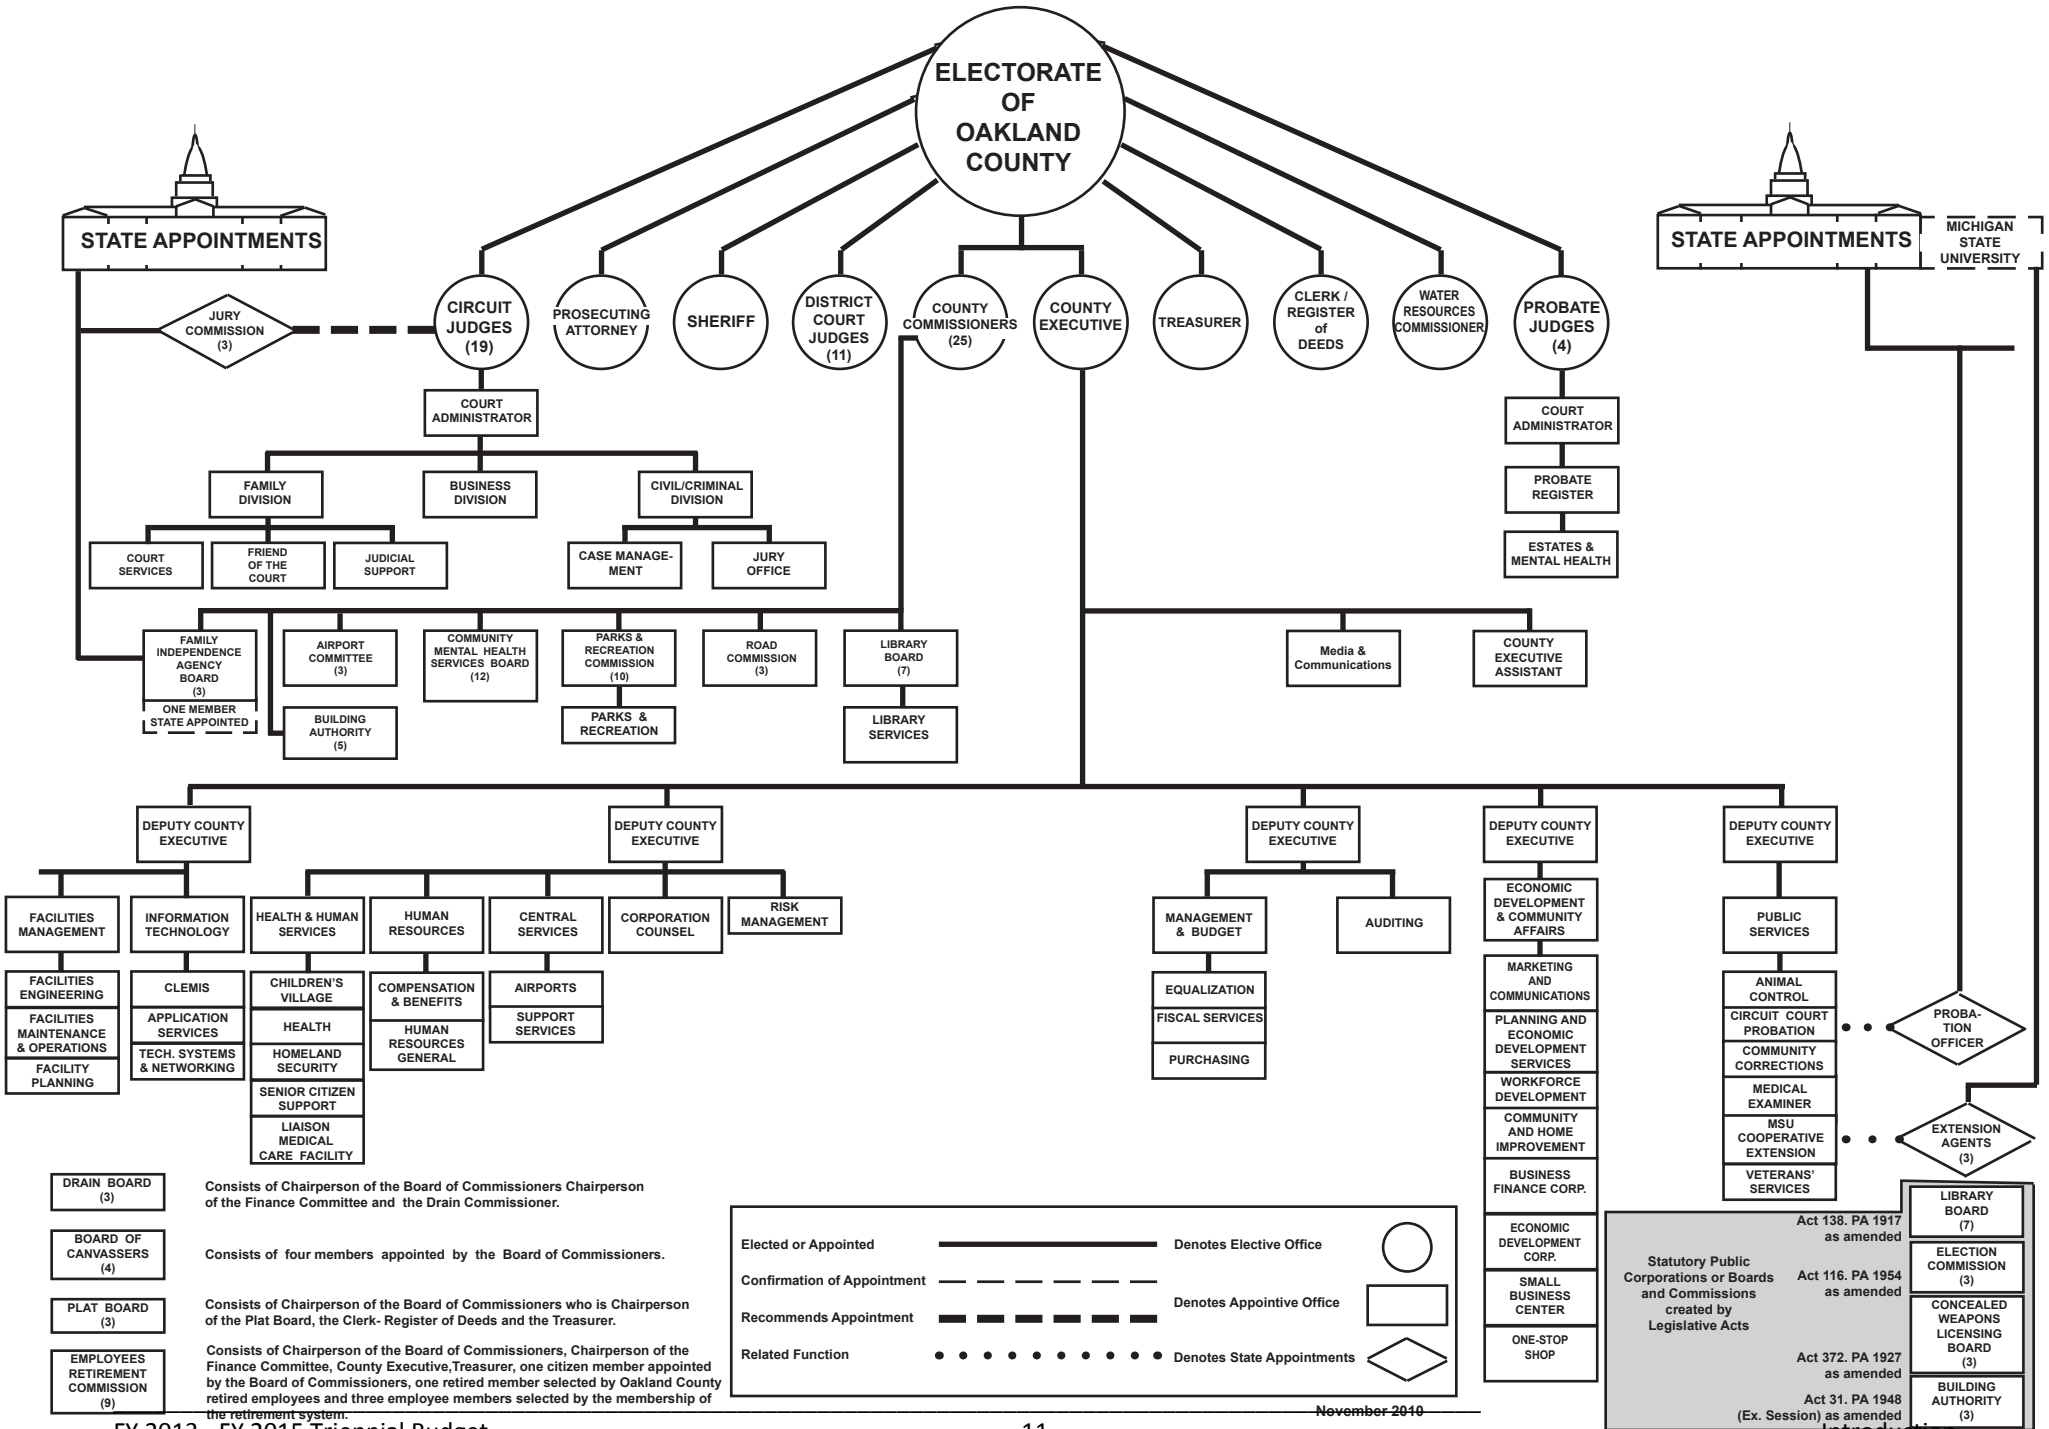 ELECTORATE
OF
OAKLAND
COUNTY
STATE APPOINTMENTS
STATE APPOINTMENTS
MICHIGAN
STATE
UNIVERSITY
JURY
COMMISSION
(3)
CIRCUIT
JUDGES
(19)
PROSECUTING
ATTORNEY
SHERIFF
DISTRICT
COURT
JUDGES
(11)
COUNTY
COMMISSIONERS
(25)
COUNTY
EXECUTIVE
TREASURER
CLERK /
REGISTER
of
DEEDS
WATER
RESOURCES
COMMISSIONER
PROBATE
JUDGES
(4)
COURT
ADMINISTRATOR
COURT
ADMINISTRATOR
FAMILY
DIVISION
BUSINESS
DIVISION
CIVIL/CRIMINAL
DIVISION
PROBATE
REGISTER
COURT
SERVICES
FRIEND
OF THE
COURT
JUDICIAL
SUPPORT
CASE MANAGE-
MENT
JURY
OFFICE
ESTATES &
MENTAL HEALTH
FAMILY
INDEPENDENCE
AGENCY
BOARD
(3)
ONE MEMBER
STATE APPOINTED
AIRPORT
COMMITTEE
(3)
BUILDING
AUTHORITY
(5)
COMMUNITY
MENTAL HEALTH
SERVICES BOARD
(12)
PARKS &
RECREATION
COMMISSION
(10)
PARKS &
RECREATION
ROAD
COMMISSION
(3)
LIBRARY
BOARD
(7)
LIBRARY
SERVICES
Media &
Communications
COUNTY
EXECUTIVE
ASSISTANT
DEPUTY COUNTY
EXECUTIVE
DEPUTY COUNTY
EXECUTIVE
DEPUTY COUNTY
EXECUTIVE
DEPUTY COUNTY
EXECUTIVE
DEPUTY COUNTY
EXECUTIVE
FACILITIES
MANAGEMENT
FACILITIES
ENGINEERING
FACILITIES
MAINTENANCE
& OPERATIONS
FACILITY
PLANNING
INFORMATION
TECHNOLOGY
CLEMIS
APPLICATION
SERVICES
TECH. SYSTEMS
& NETWORKING
HEALTH & HUMAN
SERVICES
CHILDREN'S
VILLAGE
HEALTH
HOMELAND
SECURITY
SENIOR CITIZEN
SUPPORT
LIAISON
MEDICAL
CARE FACILITY
HUMAN
RESOURCES
COMPENSATION
& BENEFITS
HUMAN
RESOURCES
GENERAL
CENTRAL
SERVICES
AIRPORTS
SUPPORT
SERVICES
CORPORATION
COUNSEL
RISK
MANAGEMENT
MANAGEMENT
& BUDGET
EQUALIZATION
FISCAL SERVICES
PURCHASING
AUDITING
ECONOMIC
DEVELOPMENT
& COMMUNITY
AFFAIRS
MARKETING
AND
COMMUNICATIONS
PLANNING AND
ECONOMIC
DEVELOPMENT
SERVICES
WORKFORCE
DEVELOPMENT
COMMUNITY
AND HOME
IMPROVEMENT
BUSINESS
FINANCE CORP.
ECONOMIC
DEVELOPMENT
CORP.
SMALL
BUSINESS
CENTER
ONE-STOP
SHOP
PUBLIC
SERVICES
ANIMAL
CONTROL
CIRCUIT COURT
PROBATION
COMMUNITY
CORRECTIONS
MEDICAL
EXAMINER
MSU
COOPERATIVE
EXTENSION
VETERANS'
SERVICES
PROBA-
TION
OFFICER
EXTENSION
AGENTS
(3)
DRAIN BOARD
(3)
Consists of Chairperson of the Board of Commissioners Chairperson
of the Finance Committee and the Drain Commissioner.
BOARD OF
CANVASSERS
(4)
Consists of four members appointed by the Board of Commissioners.
PLAT BOARD
(3)
Consists of Chairperson of the Board of Commissioners who is Chairperson
of the Plat Board, the Clerk- Register of Deeds and the Treasurer.
EMPLOYEES
RETIREMENT
COMMISSION
(9)
Consists of Chairperson of the Board of Commissioners, Chairperson of the
Finance Committee, County Executive,Treasurer, one citizen member appointed
by the Board of Commissioners, one retired member selected by Oakland County
retired employees and three employee members selected by the membership of
the retirement system.
Elected or Appointed
Confirmation of Appointment
Recommends Appointment
Related Function
Denotes Elective Office
Denotes Appointive Office
Denotes State Appointments
Statutory Public
Corporations or Boards
and Commissions
created by
Legislative Acts
Act 138. PA 1917
as amended
LIBRARY
BOARD
(7)
Act 116. PA 1954
as amended
ELECTION
COMMISSION
(3)
Act 372. PA 1927
as amended
CONCEALED
WEAPONS
LICENSING
BOARD
(3)
Act 31. PA 1948
(Ex. Session) as amended
BUILDING
AUTHORITY
(3)
November 2010
FY 2013 - FY 2015 Triennial Budget
11
Introduction